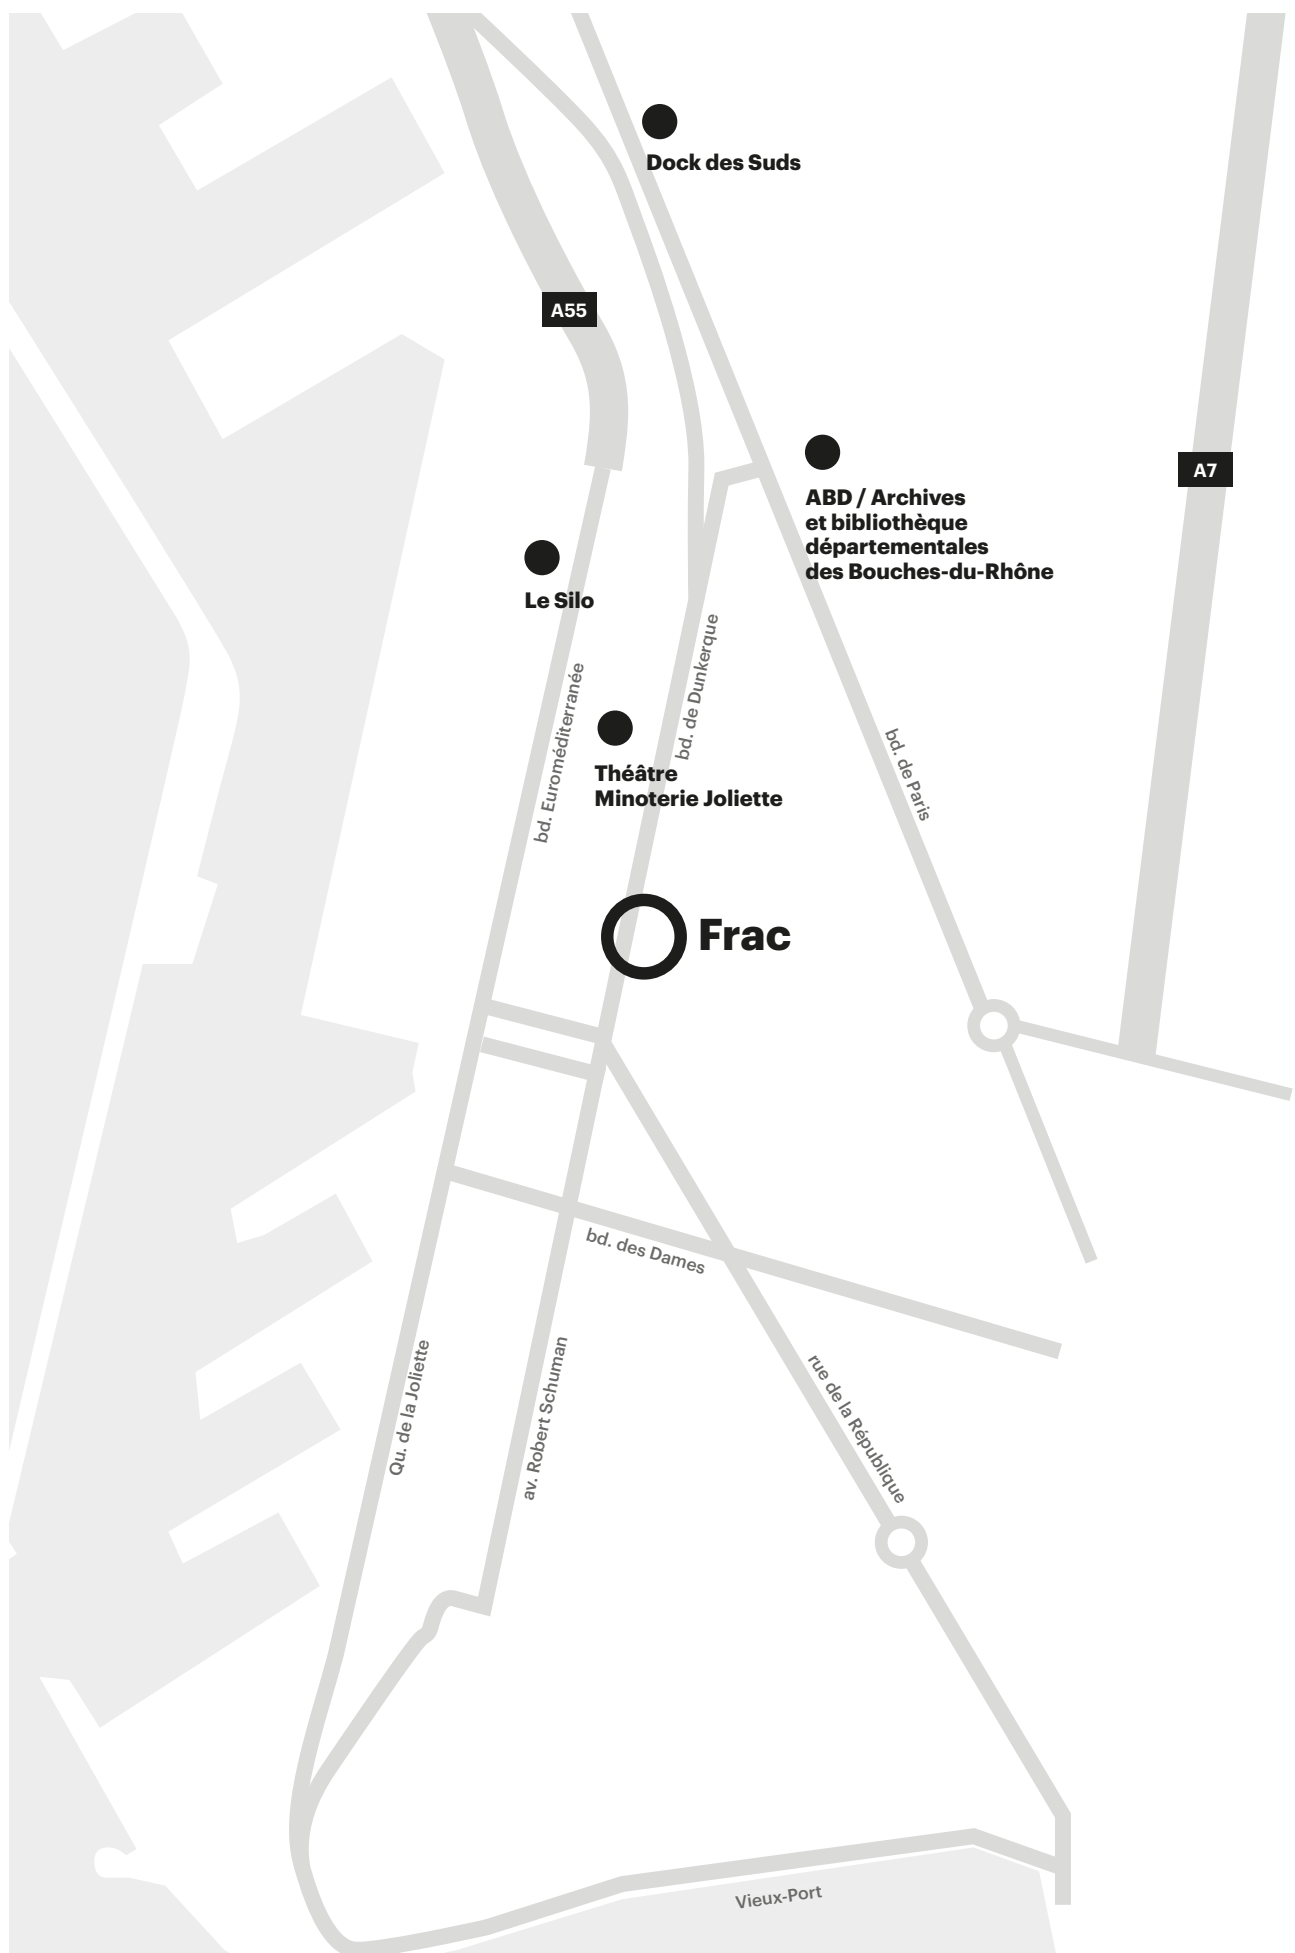 Dock des Suds
A55
A7
ABD / Archives
et bibliothèque
départementales
des Bouches-du-Rhône
Le Silo
bd. de Dunkerque
bd. Euroméditerranée
Théâtre
Minoterie Joliette
bd. de Paris
Frac
bd. des Dames
Qu. de la Joliette
av. Robert Schuman
rue de la République
Vieux-Port